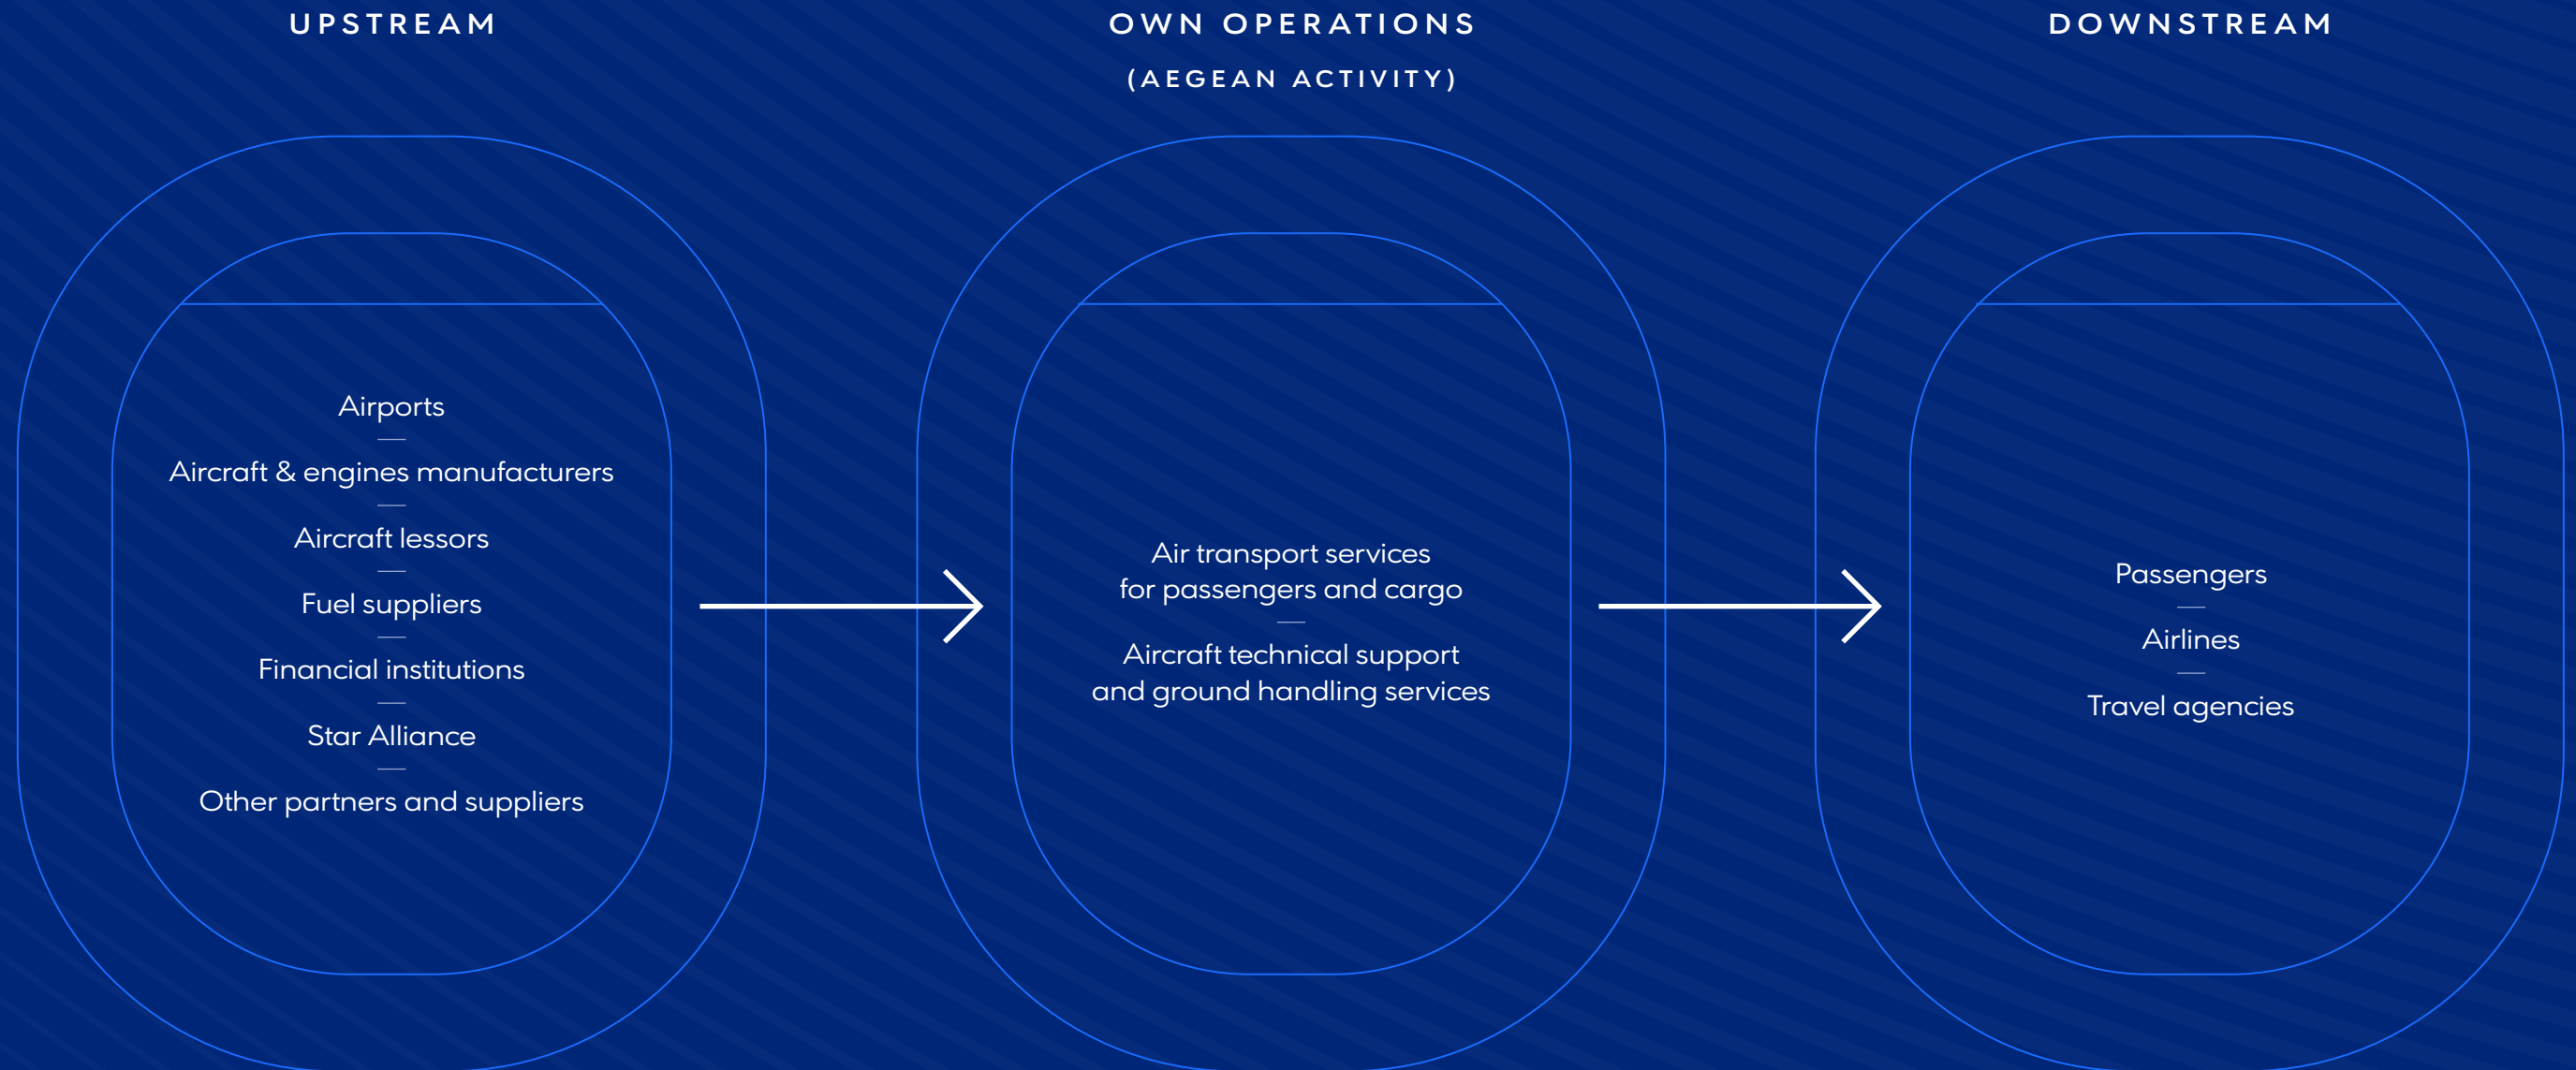 UPSTREAM
Airports
Aircraft & engines manufacturers
Aircraft lessors
Fuel suppliers
Financial institutions
Star Alliance
Other partners and suppliers
OWN OPERATIONS
(AEGEAN ACTIVITY)
Air transport services
for passengers and cargo
Aircraft technical support
and ground handling services
DOWNSTREAM
Passengers
Airlines
Travel agencies